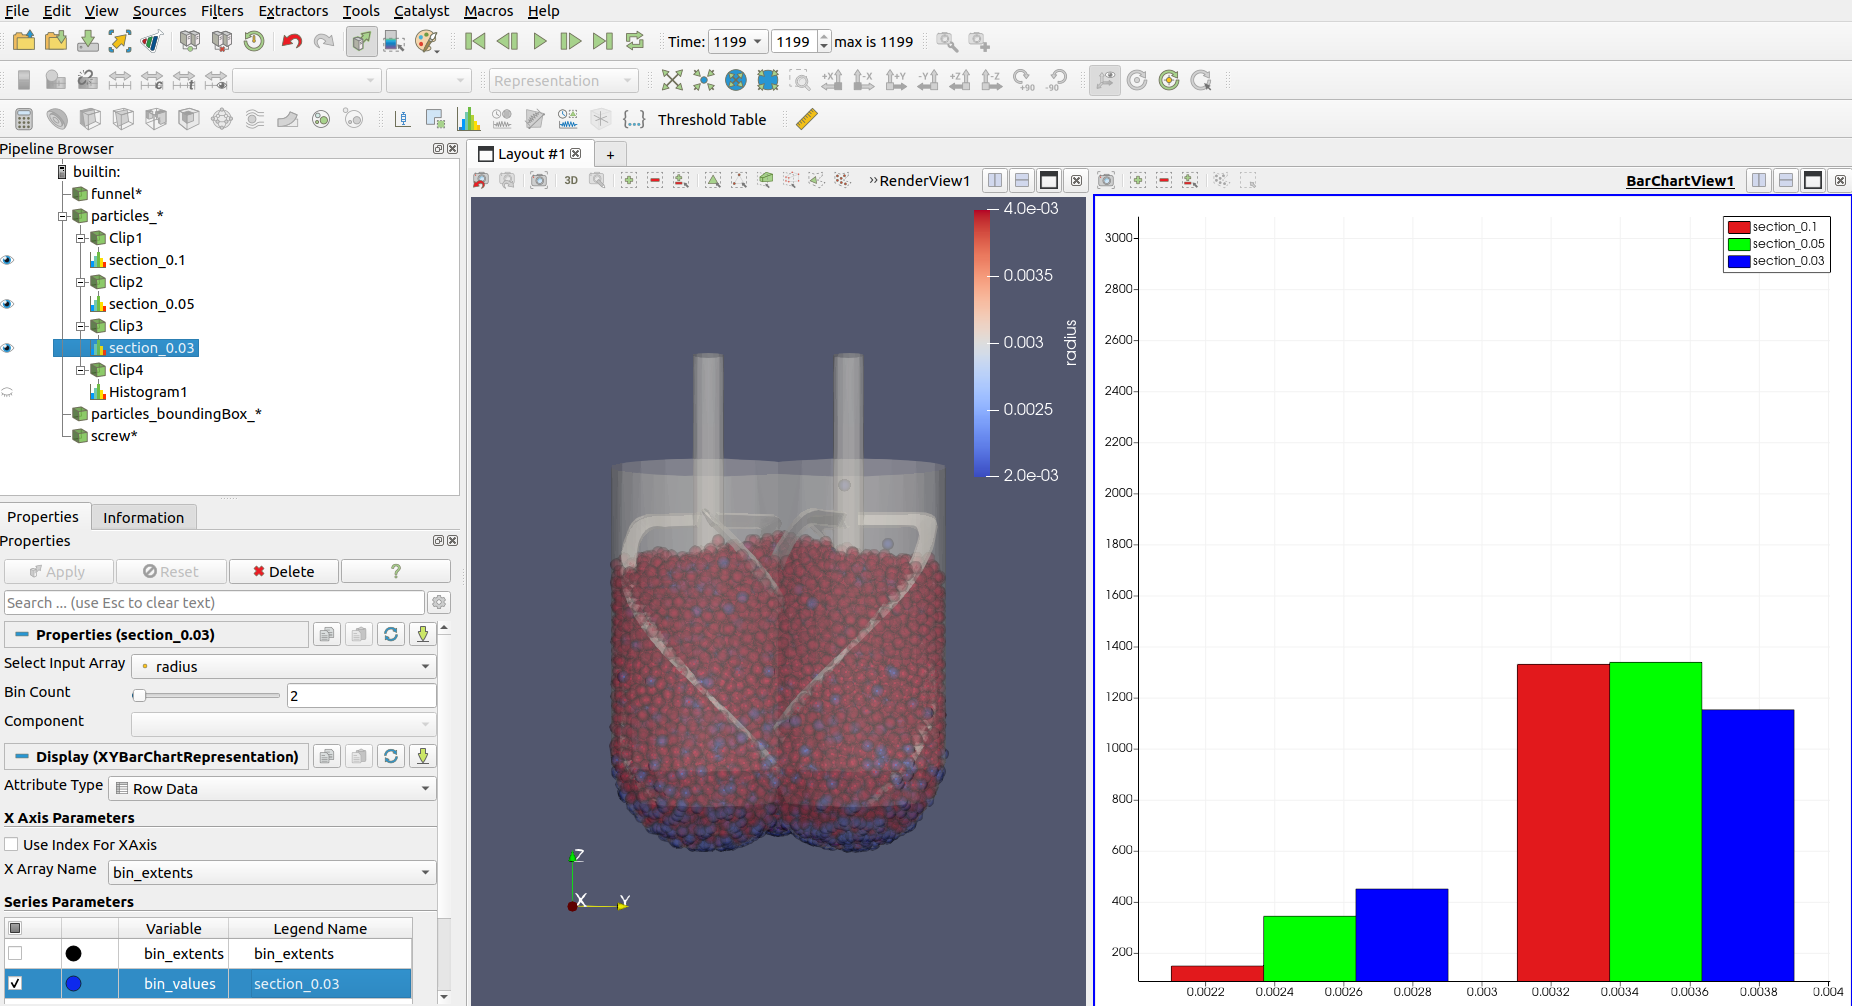 File Edit View Sources Filters Extractors Tools Catalyst Macros Help
Time: 1199 1199 max is 1199
Representation +X -X +Y -Y +Z -Z +90 -90
Threshold Table
Pipeline Browser
builtin:
funnel*
particles_*
Clip1
section_0.1
Clip2
section_0.05
Clip3
section_0.03
Clip4
Histogram1
particles_boundingBox_*
screw*
Properties Information
Properties
Apply Reset Delete ?
Search ... (use Esc to clear text)
Properties (section_0.03)
Select Input Array radius
Bin Count 2
Component
Display (XYBarChartRepresentation)
Attribute Type Row Data
X Axis Parameters
Use Index For XAxis
X Array Name bin_extents
Series Parameters
Variable Legend Name
bin_extents bin_extents
bin_values section_0.03
Layout #1 +
3D » RenderView1
4.0e-03
0.0035
0.003
0.0025
2.0e-03
radius
Z
X Y
BarChartView1
section_0.1
section_0.05
section_0.03
3000
2800
2600
2400
2200
2000
1800
1600
1400
1200
1000
800
600
400
200
0.0022 0.0024 0.0026 0.0028 0.003 0.0032 0.0034 0.0036 0.0038 0.004